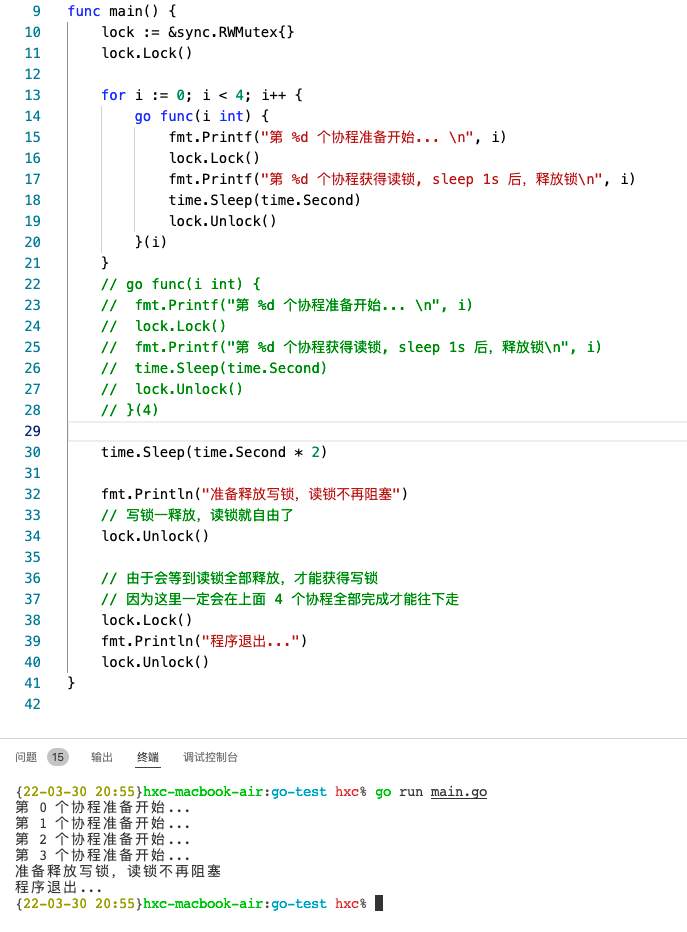 9 func main() {
10 lock := &sync.RWMutex{}
11 lock.Lock()
12
13 for i := 0; i < 4; i++ {
14 go func(i int) {
15 fmt.Printf("第 %d 个协程准备开始... \n", i)
16 lock.Lock()
17 fmt.Printf("第 %d 个协程获得读锁, sleep 1s 后，释放锁\n", i)
18 time.Sleep(time.Second)
19 lock.Unlock()
20 }(i)
21 }
22 // go func(i int) {
23 //  fmt.Printf("第 %d 个协程准备开始... \n", i)
24 //  lock.Lock()
25 //  fmt.Printf("第 %d 个协程获得读锁, sleep 1s 后，释放锁\n", i)
26 //  time.Sleep(time.Second)
27 //  lock.Unlock()
28 // }(4)
29
30 time.Sleep(time.Second * 2)
31
32 fmt.Println("准备释放写锁，读锁不再阻塞")
33 // 写锁一释放，读锁就自由了
34 lock.Unlock()
35
36 // 由于会等到读锁全部释放，才能获得写锁
37 // 因为这里一定会在上面 4 个协程全部完成才能往下走
38 lock.Lock()
39 fmt.Println("程序退出...")
40 lock.Unlock()
41 }
42
问题 15 输出 终端 调试控制台
{22-03-30 20:55}hxc-macbook-air:go-test hxc% go run main.go
第 0 个协程准备开始...
第 1 个协程准备开始...
第 2 个协程准备开始...
第 3 个协程准备开始...
准备释放写锁，读锁不再阻塞
程序退出...
{22-03-30 20:55}hxc-macbook-air:go-test hxc%